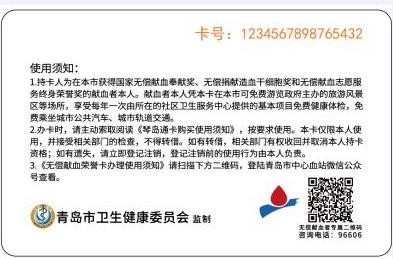 卡号：1234567898765432
使用须知：
1.持卡人为在本市获得国家无偿献血奉献奖、无偿捐献造血干细胞奖和无偿献血志愿服
务终身荣誉奖的献血者本人。献血者本人凭本卡在本市可免费游览政府主办的旅游风景
区等场所，享受每年一次由所在的社区卫生服务中心提供的基本项目免费健康体检，免
费乘坐城市公共汽车、城市轨道交通。
2.办卡时，请主动索取阅读《琴岛通卡购买使用须知》，按要求使用。本卡仅限本人使
用，并接受相关部门的检查，不得转借。如有转借，相关部门有权收回并取消本人持卡
资格；如有遗失，请立即登记注销，登记注销前的使用行为由本人负责。
3.《无偿献血荣誉卡办理使用须知》请扫描下方二维码，登陆青岛市中心血站微信公众
号查看。
青岛市卫生健康委员会 监制
无偿献血者专属二维码
咨询电话：96606